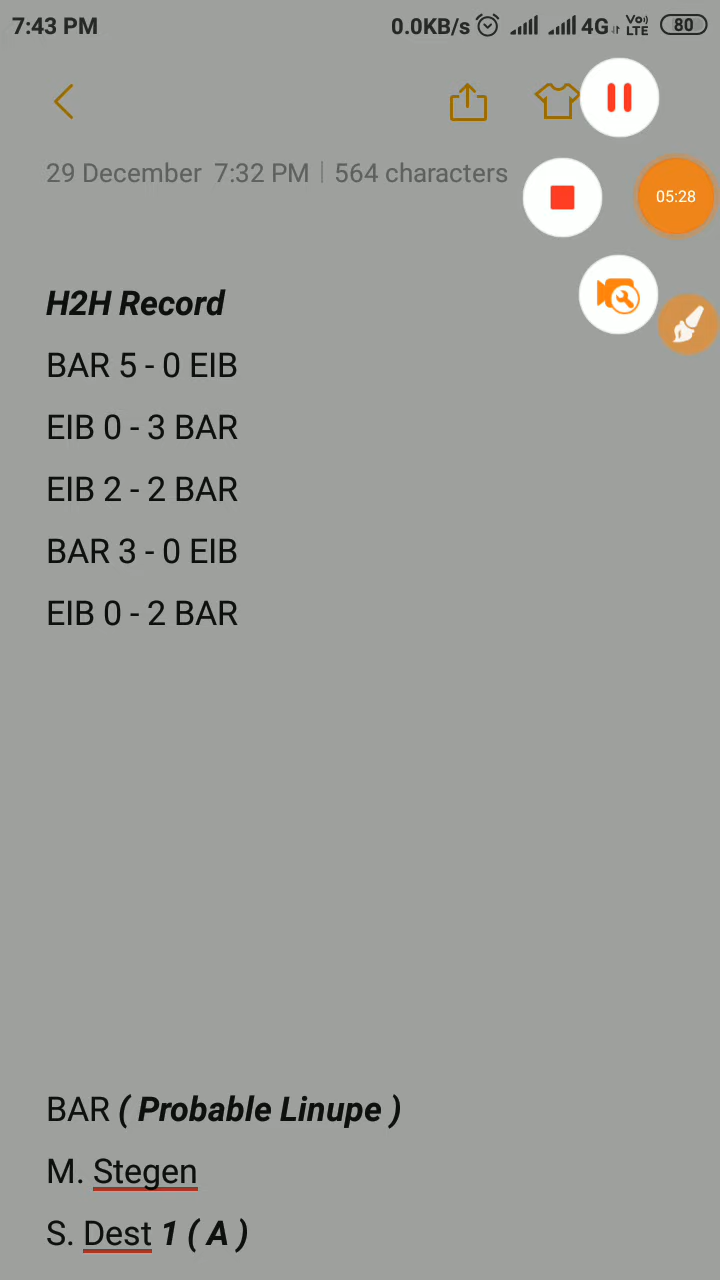 7:43 PM 0.0KB/s 4G Vo)) LTE 80
29 December 7:32 PM | 564 characters
05:28
H2H Record
BAR 5 - 0 EIB
EIB 0 - 3 BAR
EIB 2 - 2 BAR
BAR 3 - 0 EIB
EIB 0 - 2 BAR
BAR ( Probable Linupe )
M. Stegen
S. Dest 1 ( A )